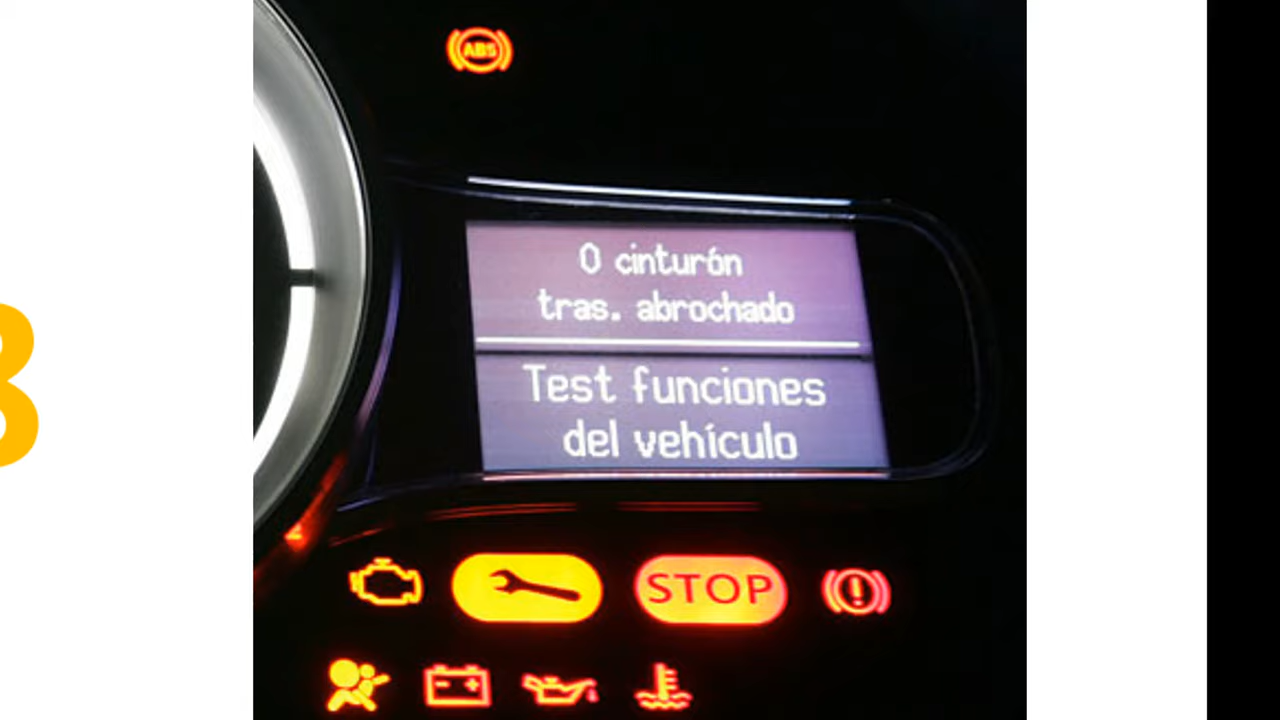 ABS
0 cinturón
tras. abrochado
Test funciones
del vehículo
STOP